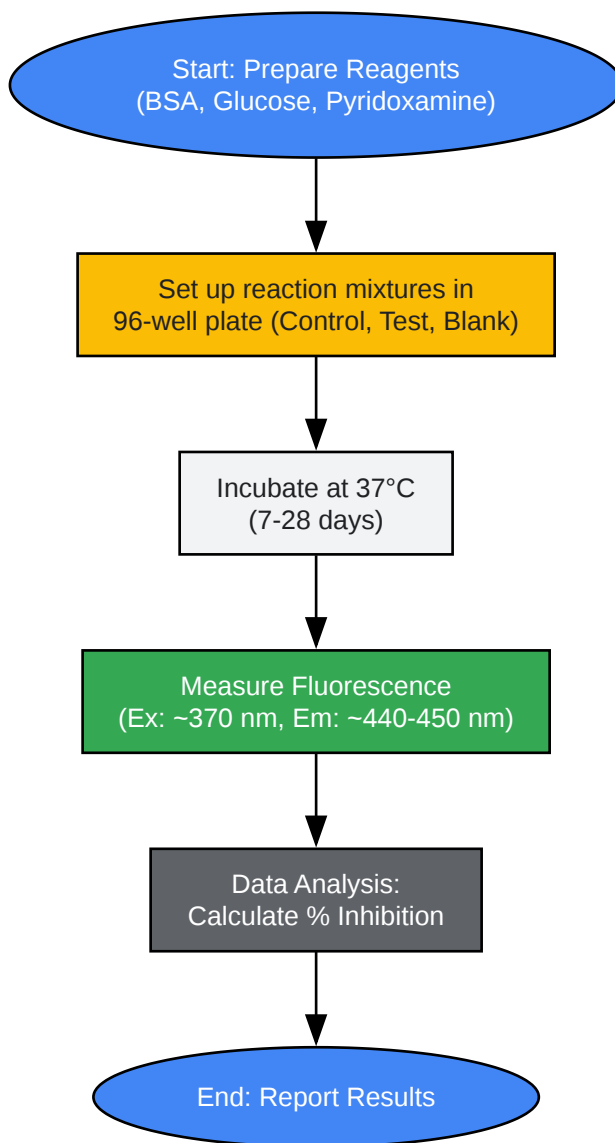 Start: Prepare Reagents
(BSA, Glucose, Pyridoxamine)
Set up reaction mixtures in
96-well plate (Control, Test, Blank)
Incubate at 37°C
(7-28 days)
Measure Fluorescence
(Ex: ~370 nm, Em: ~440-450 nm)
Data Analysis:
Calculate % Inhibition
End: Report Results